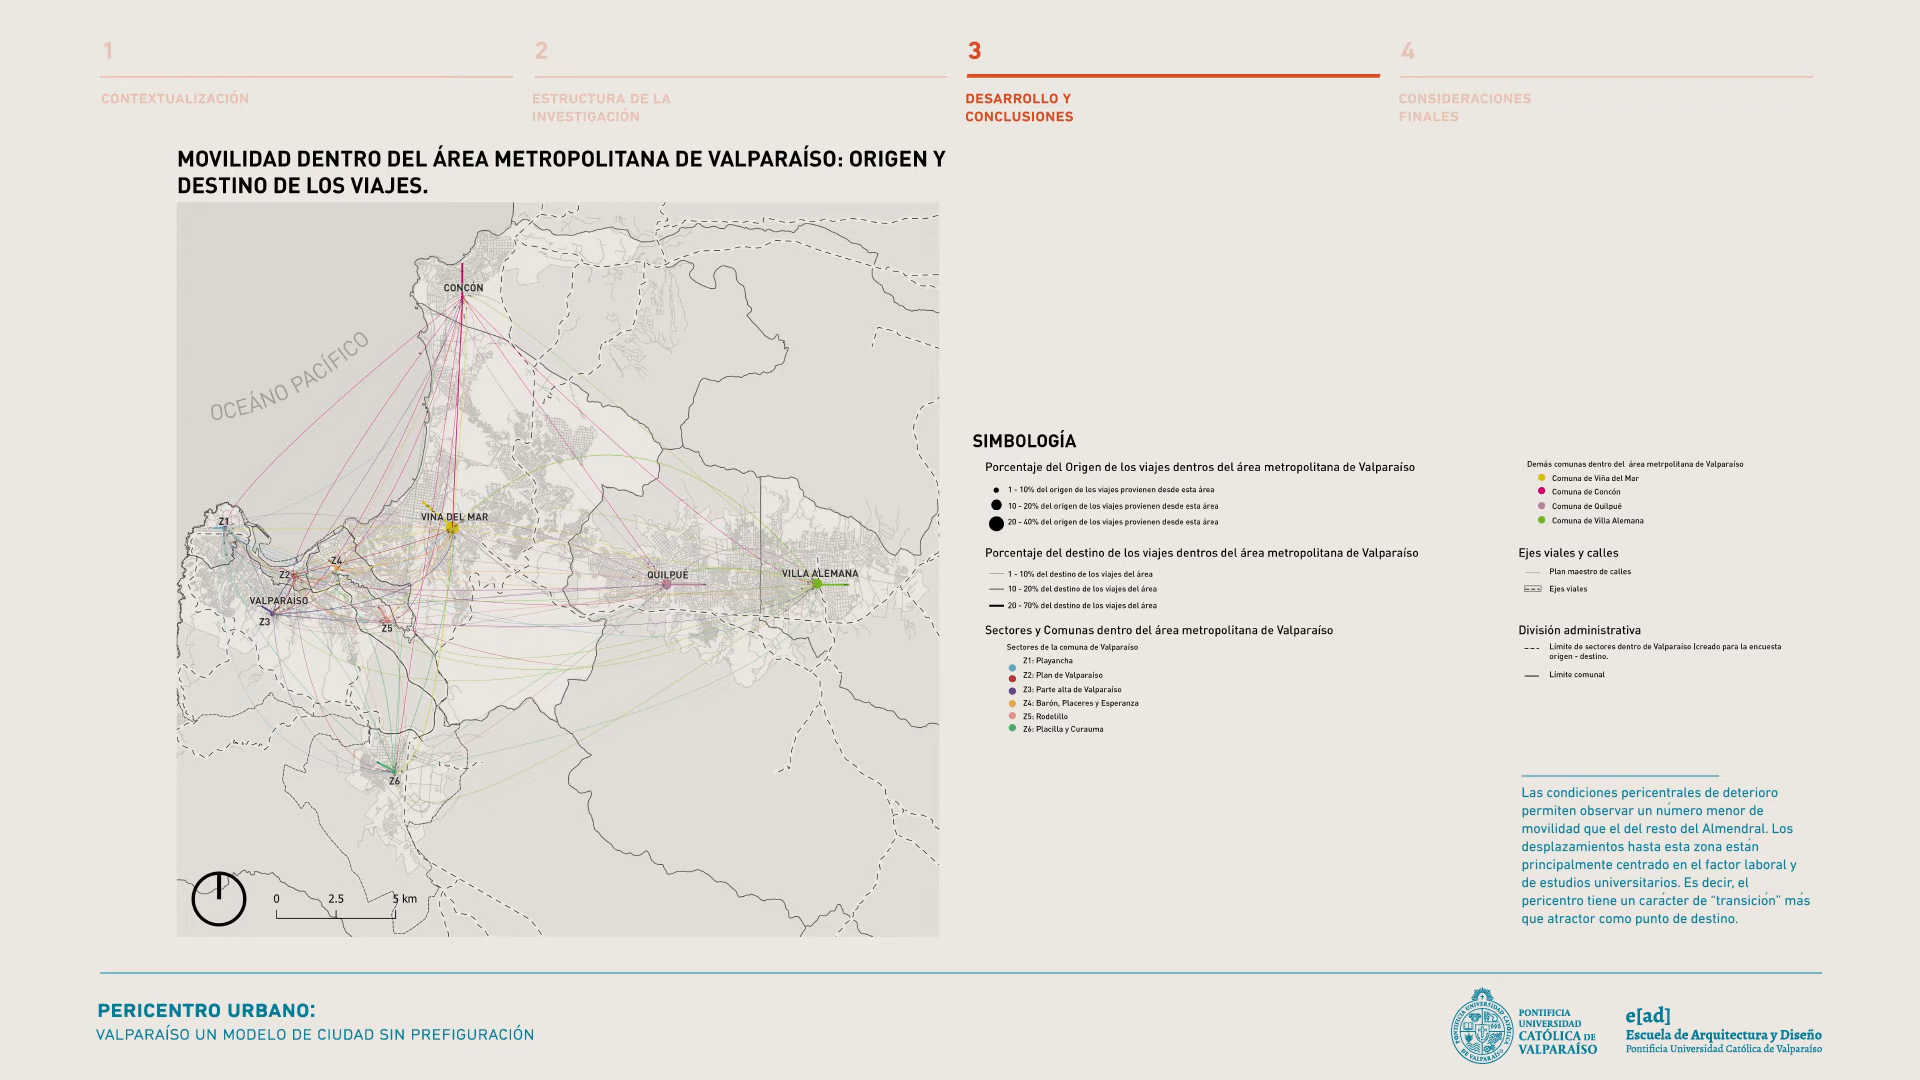 1
CONTEXTUALIZACIÓN
2
ESTRUCTURA DE LA
INVESTIGACIÓN
3
DESARROLLO Y
CONCLUSIONES
4
CONSIDERACIONES
FINALES
MOVILIDAD DENTRO DEL ÁREA METROPOLITANA DE VALPARAÍSO: ORIGEN Y
DESTINO DE LOS VIAJES.
CONCÓN
OCEÁNO PACÍFICO
Z1
VIÑA DEL MAR
Z4
Z2
QUILPUÉ
VILLA ALEMANA
VALPARAISO
Z3
Z5
Z6
0 2.5 5 km
SIMBOLOGÍA
Porcentaje del Origen de los viajes dentros del área metropolitana de Valparaíso
1 - 10% del origen de los viajes provienen desde esta área
10 - 20% del origen de los viajes provienen desde esta área
20 - 40% del origen de los viajes provienen desde esta área
Porcentaje del destino de los viajes dentros del área metropolitana de Valparaíso
1 - 10% del destino de los viajes del área
10 - 20% del destino de los viajes del área
20 - 70% del destino de los viajes del área
Sectores y Comunas dentro del área metropolitana de Valparaíso
Sectores de la comuna de Valparaíso
Z1: Playancha
Z2: Plan de Valparaíso
Z3: Parte alta de Valparaíso
Z4: Barón, Placeres y Esperanza
Z5: Rodelillo
Z6: Placilla y Curauma
Demás comunas dentro del área metrpolitana de Valparaíso
Comuna de Viña del Mar
Comuna de Concón
Comuna de Quilpué
Comuna de Villa Alemana
Ejes viales y calles
Plan maestro de calles
Ejes viales
División administrativa
Límite de sectores dentro de Valparaíso (creado para la encuesta
origen - destino.
Límite comunal
Las condiciones pericentrales de deterioro
permiten observar un número menor de
movilidad que el del resto del Almendral. Los
desplazamientos hasta esta zona están
principalmente centrado en el factor laboral y
de estudios universitarios. Es decir, el
pericentro tiene un carácter de “transición” más
que atractor como punto de destino.
PERICENTRO URBANO:
VALPARAÍSO UN MODELO DE CIUDAD SIN PREFIGURACIÓN
PONTIFICIA
UNIVERSIDAD
CATÓLICA DE
VALPARAÍSO
e[ad]
Escuela de Arquitectura y Diseño
Pontificia Universidad Católica de Valparaíso